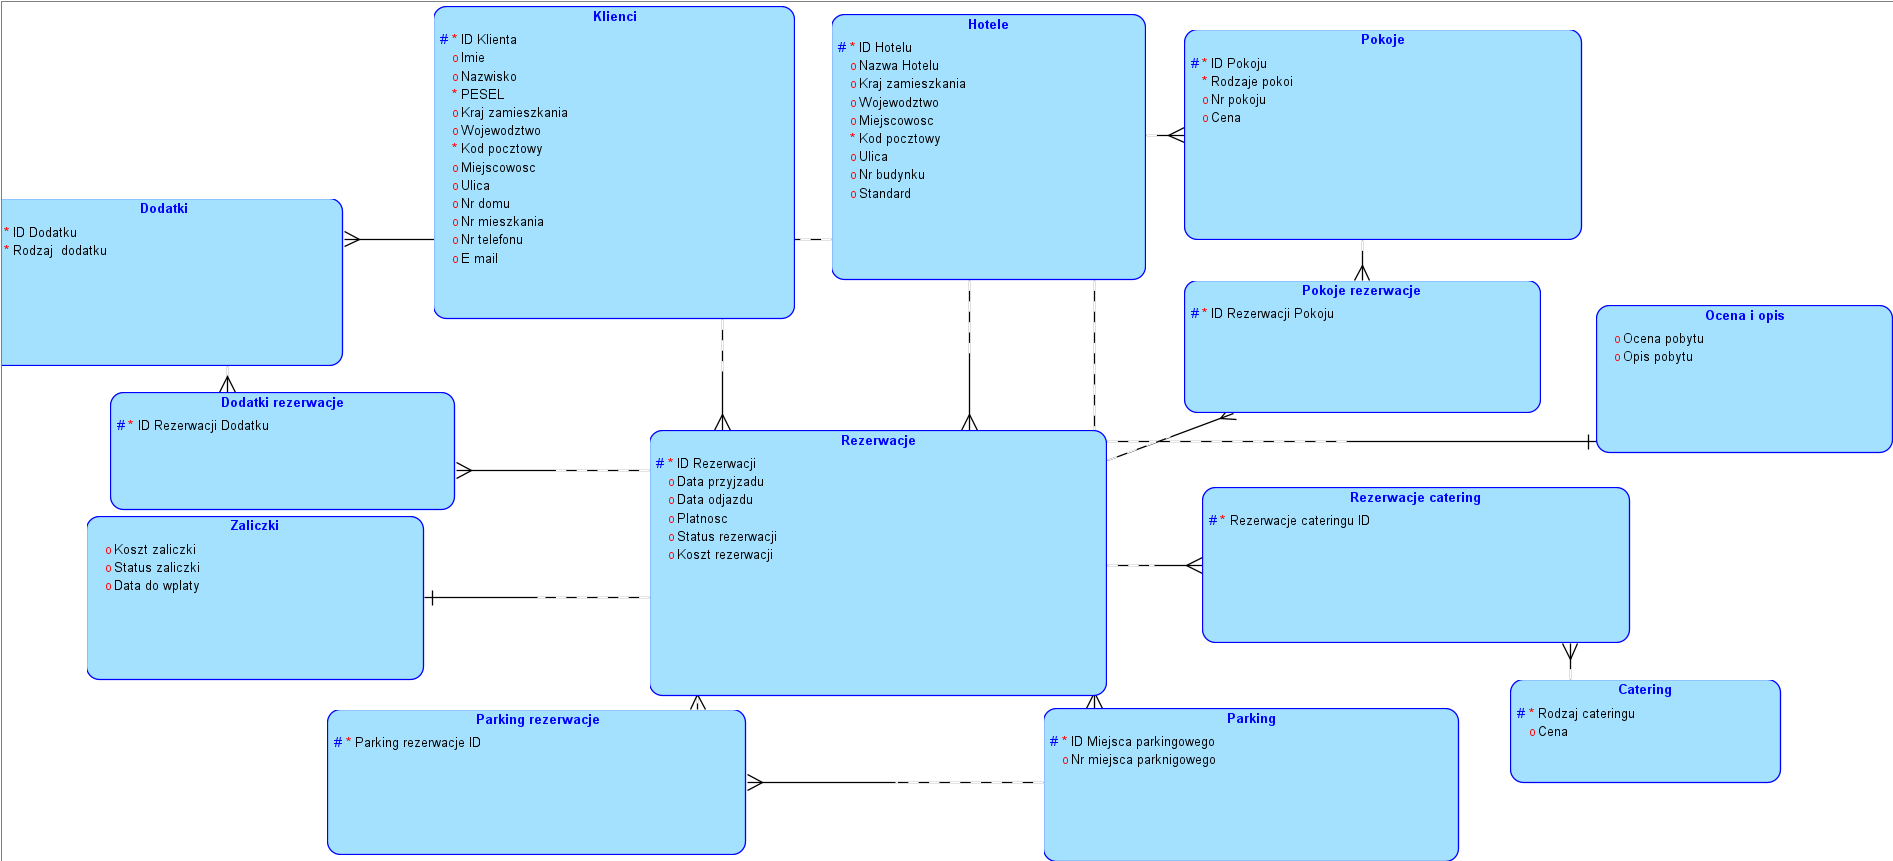 Klienci
# * ID Klienta
o Imie
o Nazwisko
* PESEL
o Kraj zamieszkania
o Wojewodztwo
* Kod pocztowy
o Miejscowosc
o Ulica
o Nr domu
o Nr mieszkania
o Nr telefonu
o E mail
Hotele
# * ID Hotelu
o Nazwa Hotelu
o Kraj zamieszkania
o Wojewodztwo
o Miejscowosc
* Kod pocztowy
o Ulica
o Nr budynku
o Standard
Pokoje
# * ID Pokoju
* Rodzaje pokoi
o Nr pokoju
o Cena
Dodatki
* ID Dodatku
* Rodzaj dodatku
Pokoje rezerwacje
# * ID Rezerwacji Pokoju
Ocena i opis
o Ocena pobytu
o Opis pobytu
Dodatki rezerwacje
# * ID Rezerwacji Dodatku
Rezerwacje
# * ID Rezerwacji
o Data przyjzadu
o Data odjazdu
o Platnosc
o Status rezerwacji
o Koszt rezerwacji
Rezerwacje catering
# * Rezerwacje cateringu ID
Zaliczki
o Koszt zaliczki
o Status zaliczki
o Data do wplaty
Catering
# * Rodzaj cateringu
o Cena
Parking rezerwacje
# * Parking rezerwacje ID
Parking
# * ID Miejsca parkingowego
o Nr miejsca parknigowego